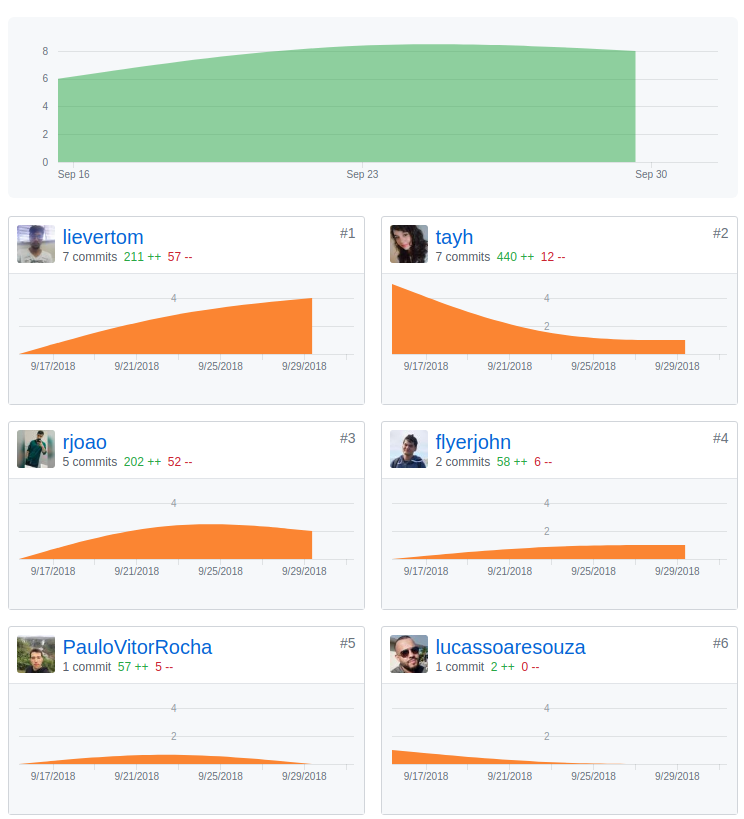 8
6
4
2
0
Sep 16 Sep 23 Sep 30
lievertom #1
7 commits 211 ++ 57 --
4
9/17/2018 9/21/2018 9/25/2018 9/29/2018
tayh #2
7 commits 440 ++ 12 --
4
2
9/17/2018 9/21/2018 9/25/2018 9/29/2018
rjoao #3
5 commits 202 ++ 52 --
4
9/17/2018 9/21/2018 9/25/2018 9/29/2018
flyerjohn #4
2 commits 58 ++ 6 --
4
2
9/17/2018 9/21/2018 9/25/2018 9/29/2018
PauloVitorRocha #5
1 commit 57 ++ 5 --
4
2
9/17/2018 9/21/2018 9/25/2018 9/29/2018
lucassoaresouza #6
1 commit 2 ++ 0 --
4
2
9/17/2018 9/21/2018 9/25/2018 9/29/2018